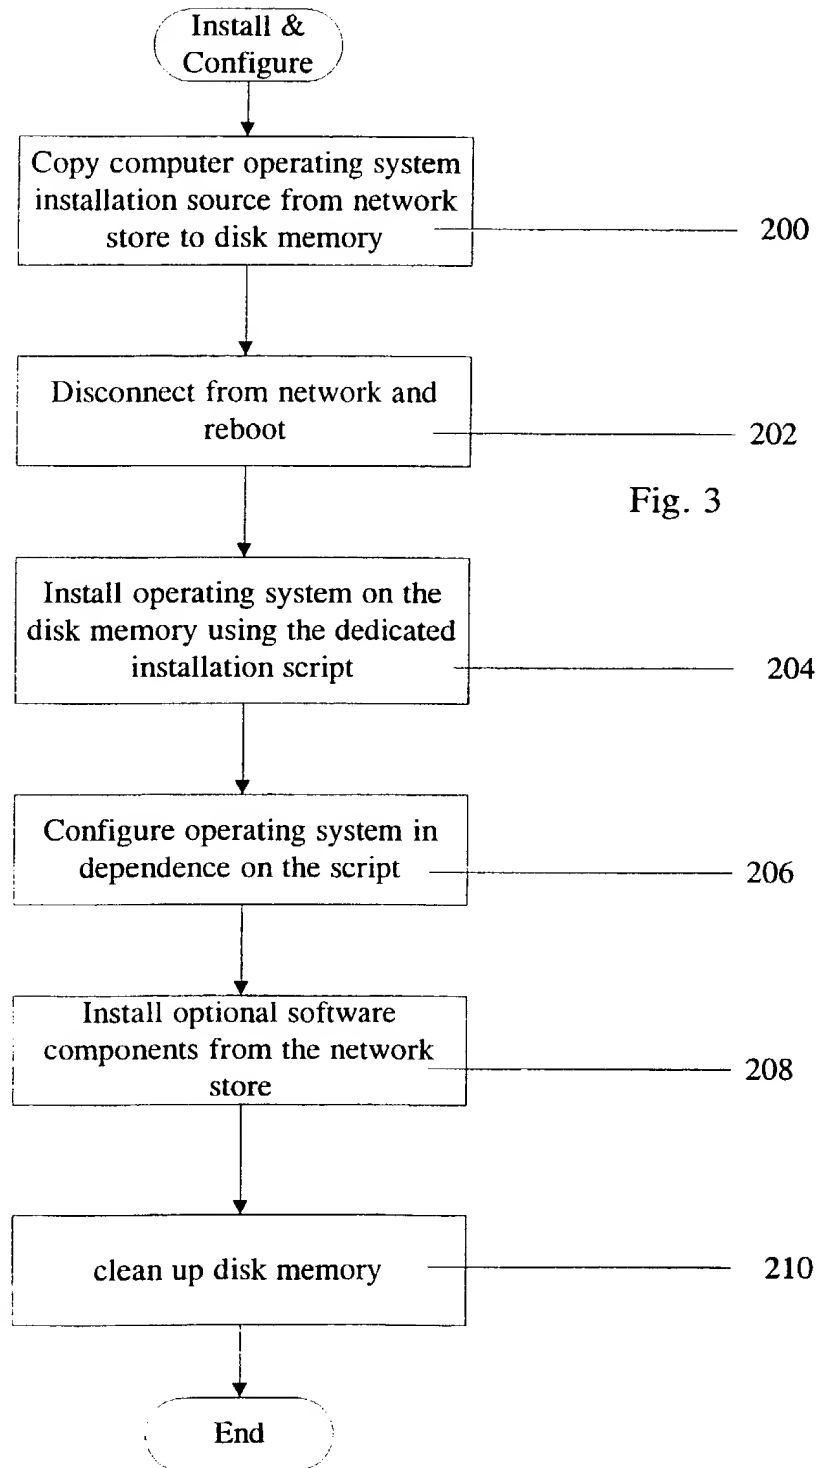 Install &
Configure
Copy computer operating system
installation source from network
store to disk memory
200
Disconnect from network and
reboot
202
Fig. 3
Install operating system on the
disk memory using the dedicated
installation script
204
Configure operating system in
dependence on the script
206
Install optional software
components from the network
store
208
clean up disk memory
210
End